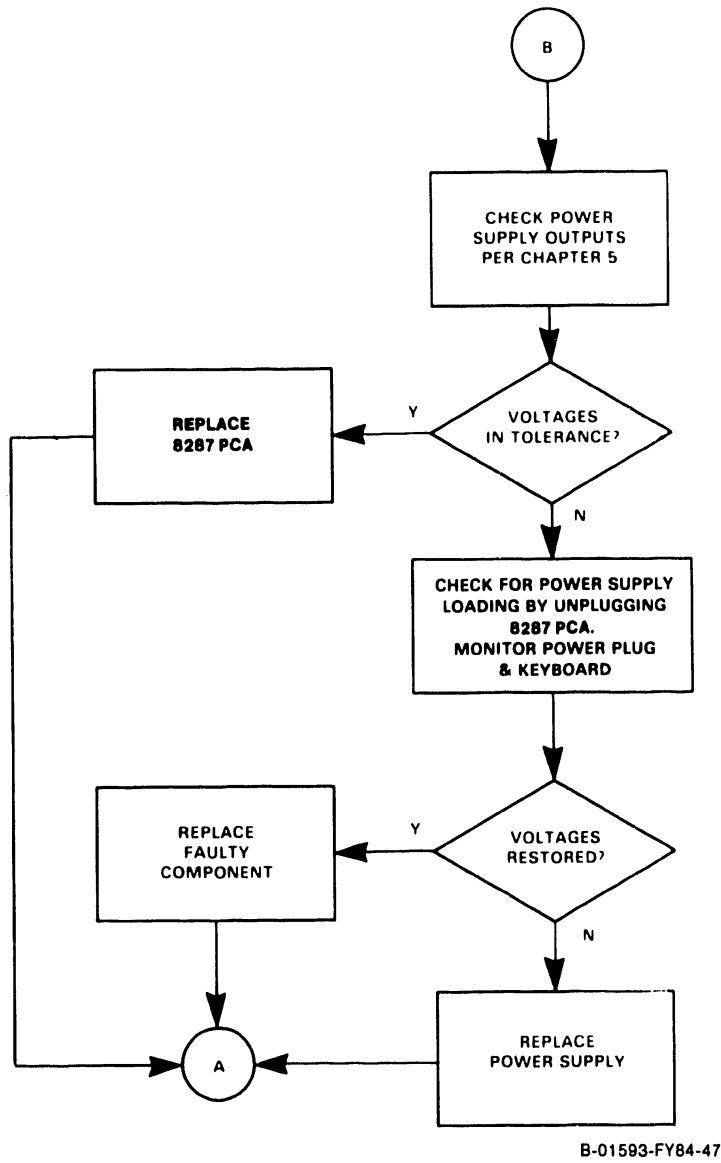 B
CHECK POWER
SUPPLY OUTPUTS
PER CHAPTER 5
VOLTAGES
IN TOLERANCE?
Y
REPLACE
8287 PCA
N
CHECK FOR POWER SUPPLY
LOADING BY UNPLUGGING
8287 PCA.
MONITOR POWER PLUG
& KEYBOARD
VOLTAGES
RESTORED?
Y
REPLACE
FAULTY
COMPONENT
N
REPLACE
POWER SUPPLY
A
B-01593-FY84-47